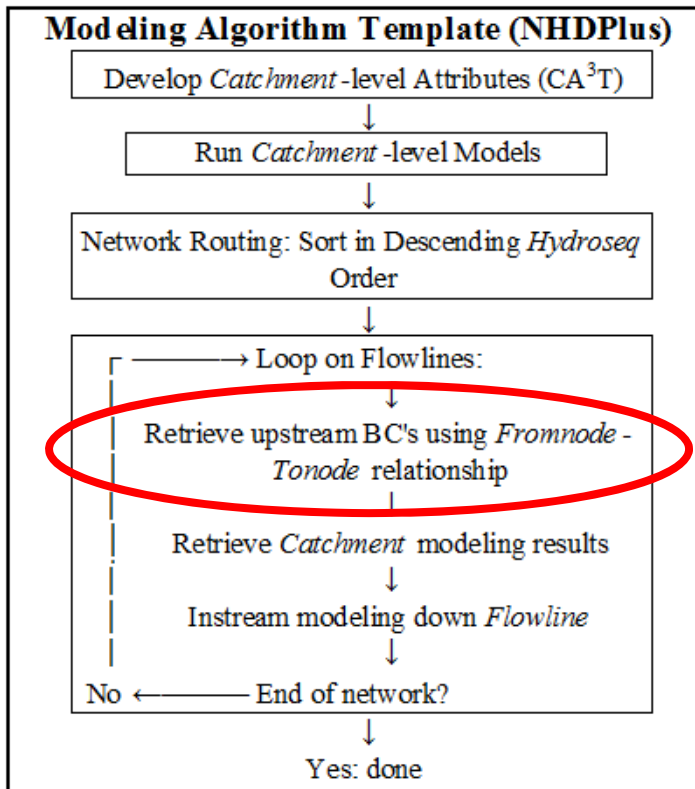 Modeling Algorithm Template (NHDPlus)
Develop Catchment-level Attributes (CA³T)
Run Catchment-level Models
Network Routing: Sort in Descending Hydroseq
Order
Loop on Flowlines:
Retrieve upstream BC's using Fromnode -
Tonode relationship
Retrieve Catchment modeling results
Instream modeling down Flowline
No ← End of network?
Yes: done